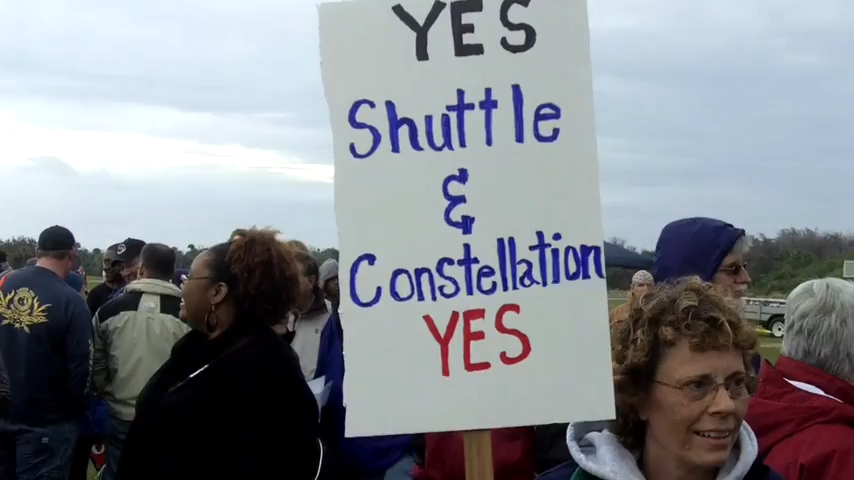 YES
Shuttle
&
Constellation
YES